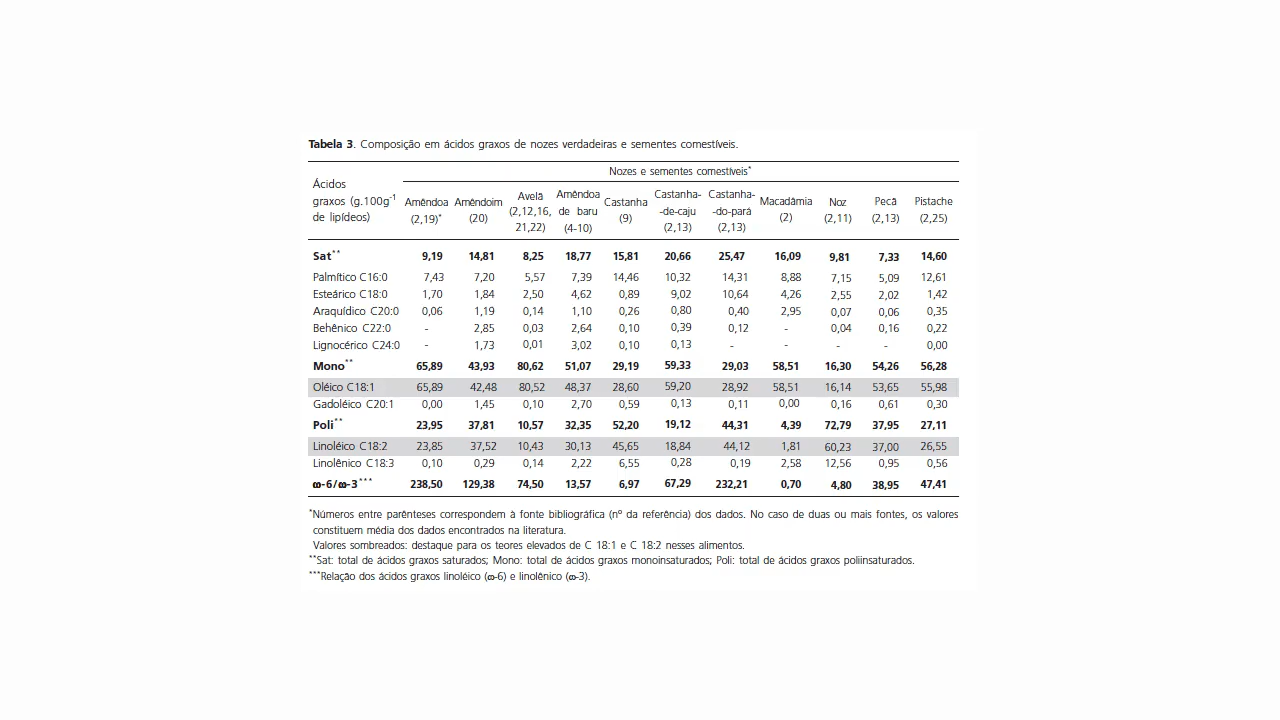 Tabela 3. Composição em ácidos graxos de nozes verdadeiras e sementes comestíveis.
Nozes e sementes comestíveis*
Ácidos graxos (g.100g-1 de lipídeos) Amêndoa (2,19)* Amêndoim (20) Avelã (2,12,16, 21,22) Amêndoa de baru (4-10) Castanha (9) Castanha--de-caju (2,13) Castanha--do-pará (2,13) Macadâmia (2) Noz (2,11) Pecã (2,13) Pistache (2,25)
Sat** 9,19 14,81 8,25 18,77 15,81 20,66 25,47 16,09 9,81 7,33 14,60
Palmítico C16:0 7,43 7,20 5,57 7,39 14,46 10,32 14,31 8,88 7,15 5,09 12,61
Esteárico C18:0 1,70 1,84 2,50 4,62 0,89 9,02 10,64 4,26 2,55 2,02 1,42
Araquídico C20:0 0,06 1,19 0,14 1,10 0,26 0,80 0,40 2,95 0,07 0,06 0,35
Behênico C22:0 - 2,85 0,03 2,64 0,10 0,39 0,12 - 0,04 0,16 0,22
Lignocérico C24:0 - 1,73 0,01 3,02 0,10 0,13 - - - - 0,00
Mono** 65,89 43,93 80,62 51,07 29,19 59,33 29,03 58,51 16,30 54,26 56,28
Oléico C18:1 65,89 42,48 80,52 48,37 28,60 59,20 28,92 58,51 16,14 53,65 55,98
Gadoléico C20:1 0,00 1,45 0,10 2,70 0,59 0,13 0,11 0,00 0,16 0,61 0,30
Poli** 23,95 37,81 10,57 32,35 52,20 19,12 44,31 4,39 72,79 37,95 27,11
Linoléico C18:2 23,85 37,52 10,43 30,13 45,65 18,84 44,12 1,81 60,23 37,00 26,55
Linolênico C18:3 0,10 0,29 0,14 2,22 6,55 0,28 0,19 2,58 12,56 0,95 0,56
ω-6/ω-3*** 238,50 129,38 74,50 13,57 6,97 67,29 232,21 0,70 4,80 38,95 47,41
*Números entre parênteses correspondem à fonte bibliográfica (nº da referência) dos dados. No caso de duas ou mais fontes, os valores
constituem média dos dados encontrados na literatura.
Valores sombreados: destaque para os teores elevados de C 18:1 e C 18:2 nesses alimentos.
**Sat: total de ácidos graxos saturados; Mono: total de ácidos graxos monoinsaturados; Poli: total de ácidos graxos poliinsaturados.
***Relação dos ácidos graxos linoléico (ω-6) e linolênico (ω-3).